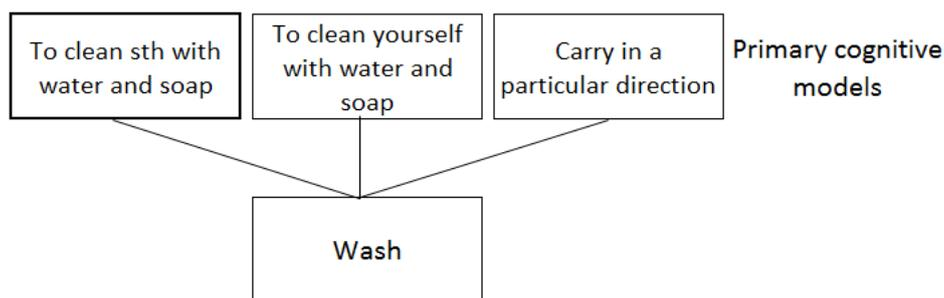 To clean sth with
water and soap
To clean yourself
with water and
soap
Carry in a
particular direction
Primary cognitive
models
Wash